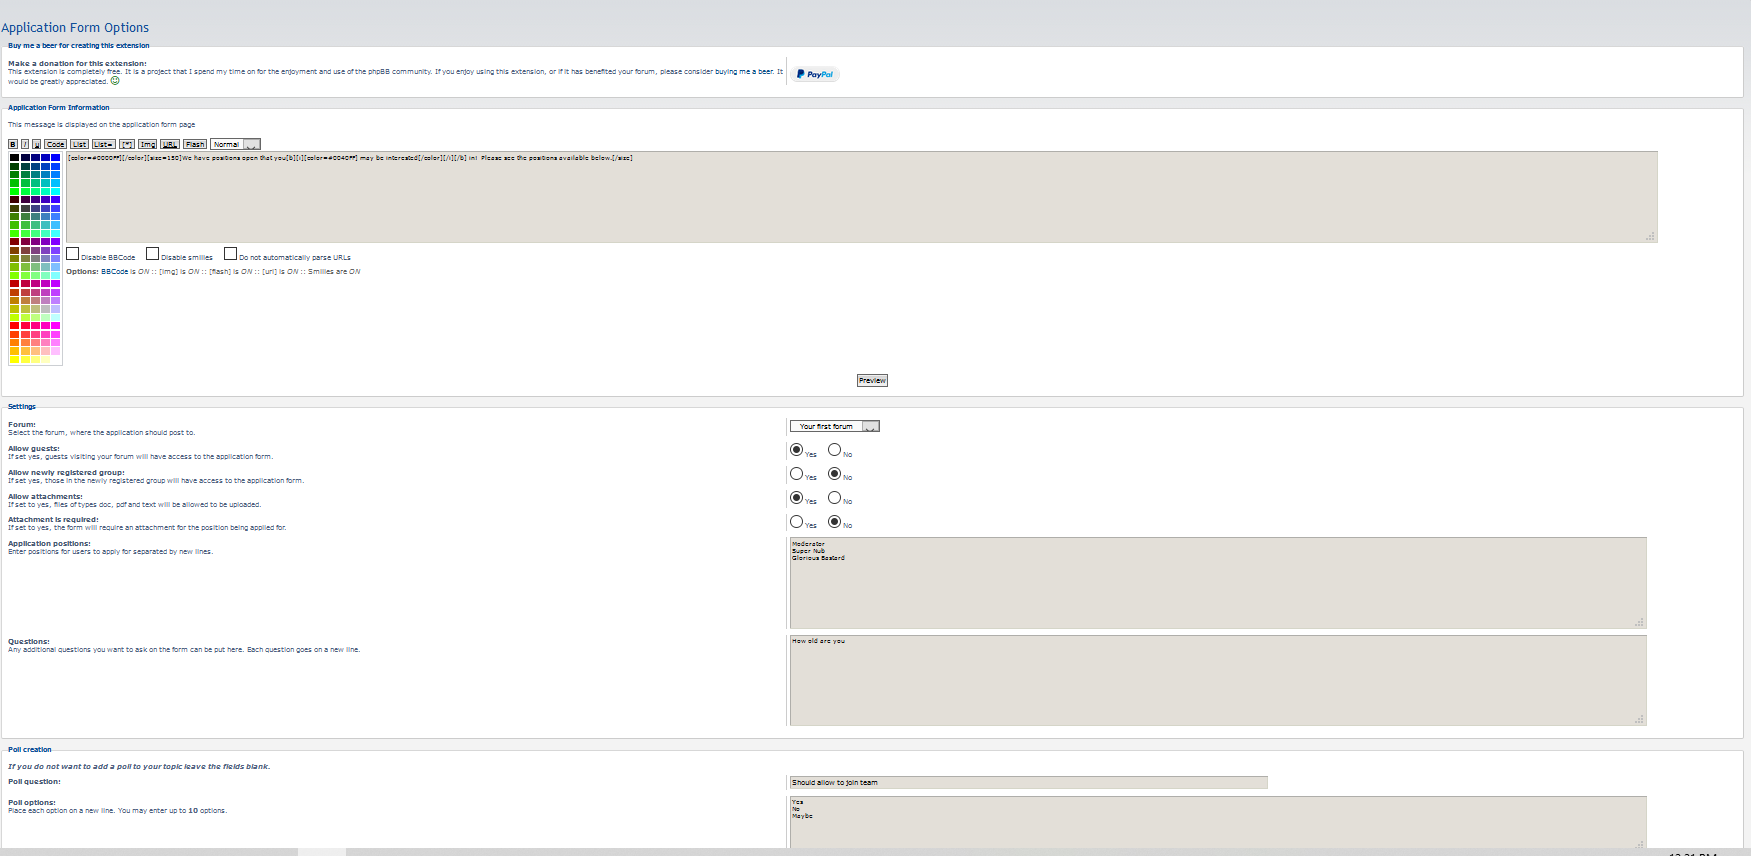 Application Form Options
Buy me a beer for creating this extension
Make a donation for this extension:
This extension is completely free. It is a project that I spend my time on for the enjoyment and use of the phpBB community. If you enjoy using this extension, or if it has benefited your forum, please consider buying me a beer. It
would be greatly appreciated.
PayPal
Application Form Information
This message is displayed on the application form page
B i u Code List List= [*] Img URL Flash Normal
[color=#0000FF][/color][size=150]We have positions open that you[b][i][color=#0040FF] may be interested[/color][/i][/b] in! Please see the positions available below.[/size]
Disable BBCode Disable smilies Do not automatically parse URLs
Options: BBCode is ON :: [img] is ON :: [flash] is ON :: [url] is ON :: Smilies are ON
Preview
Settings
Forum:
Select the forum, where the application should post to.
Your first forum
Allow guests:
If set yes, guests visiting your forum will have access to the application form.
Yes No
Allow newly registered group:
If set yes, those in the newly registered group will have access to the application form.
Yes No
Allow attachments:
If set to yes, files of types doc, pdf and text will be allowed to be uploaded.
Yes No
Attachment is required:
If set to yes, the form will require an attachment for the position being applied for.
Yes No
Application positions:
Enter positions for users to apply for separated by new lines.
Moderator
Super Nub
Glorious Bastard
Questions:
Any additional questions you want to ask on the form can be put here. Each question goes on a new line.
How old are you
Poll creation
If you do not want to add a poll to your topic leave the fields blank.
Poll question:
Should allow to join team
Poll options:
Place each option on a new line. You may enter up to 10 options.
Yes
No
Maybe